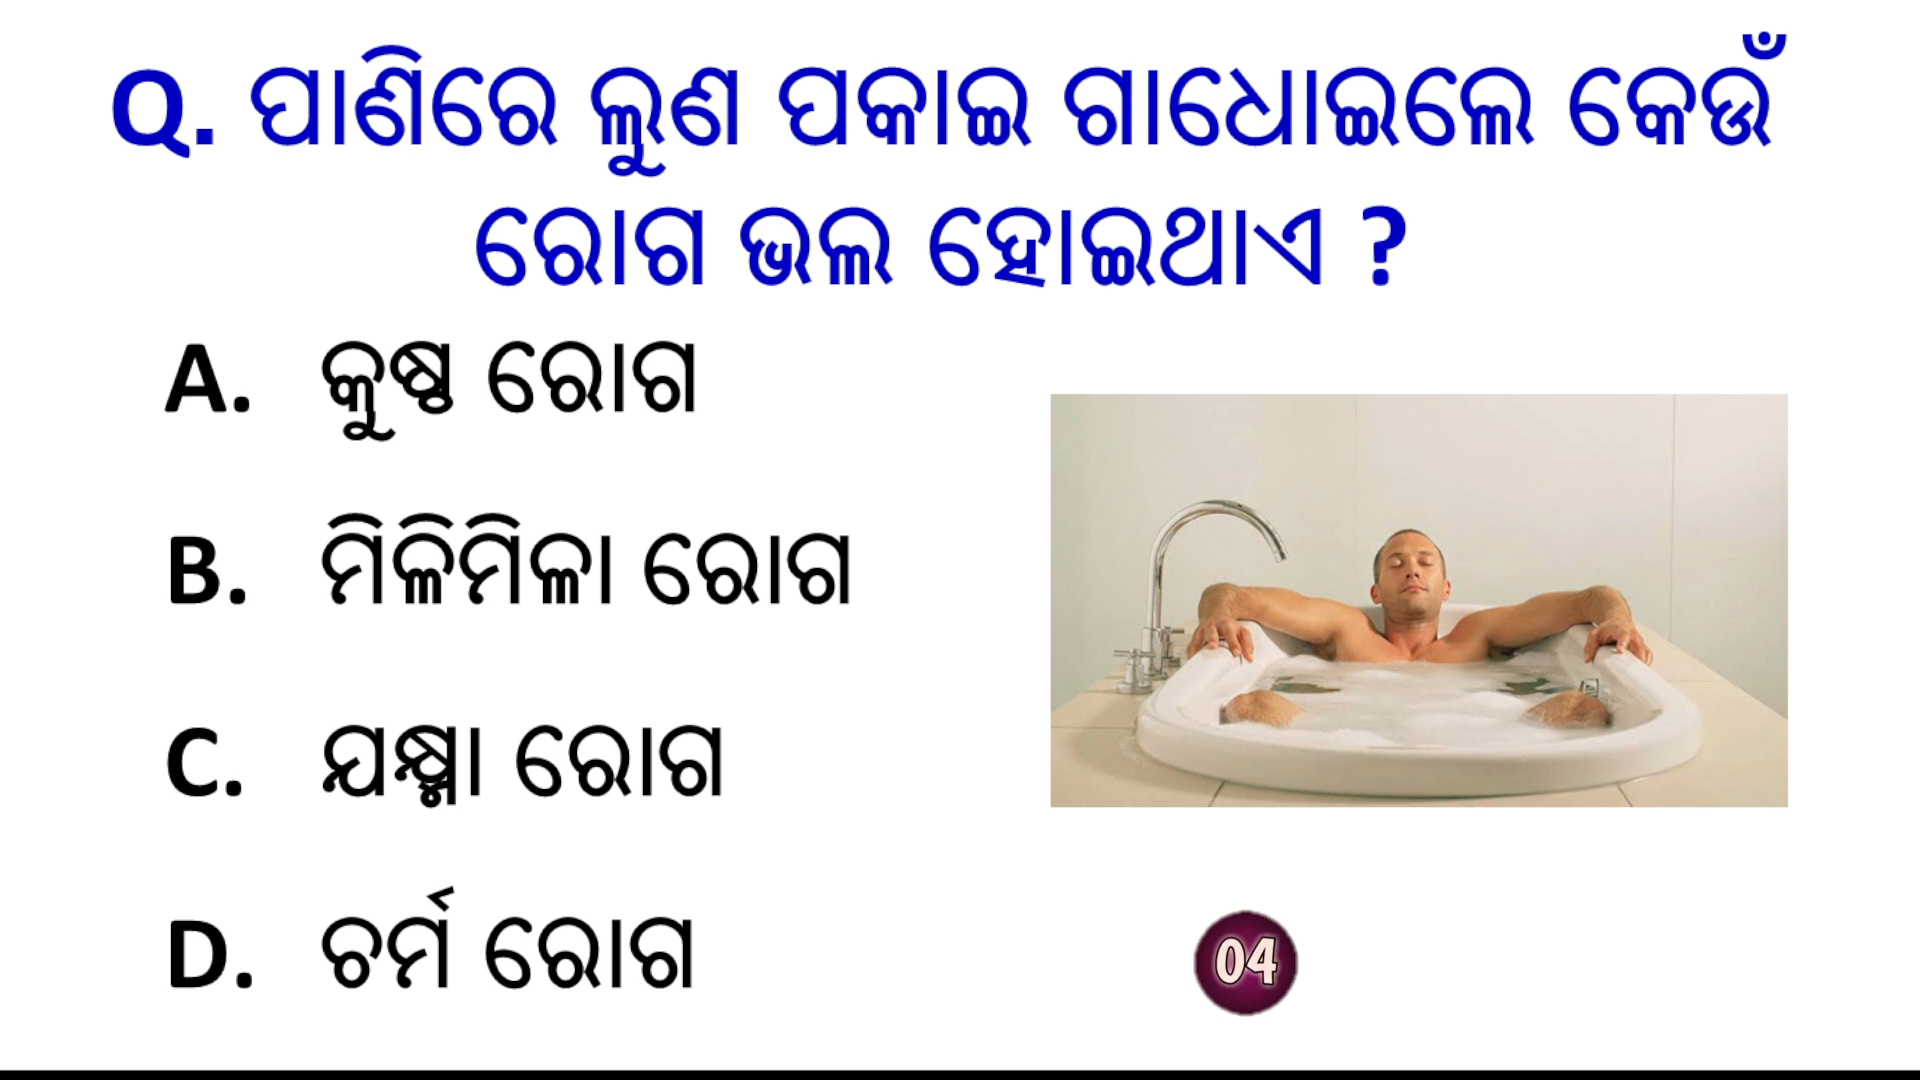 Q. ପାଣିରେ ଲୁଣ ପକାଇ ଗାଧୋଇଲେ କେଉଁ
ରୋଗ ଭଲ ହୋଇଥାଏ ?
A. କୁଷ୍ଠ ରୋଗ
B. ମିଳିମିଳା ରୋଗ
C. ଯକ୍ଷ୍ମା ରୋଗ
D. ଚର୍ମ ରୋଗ
04